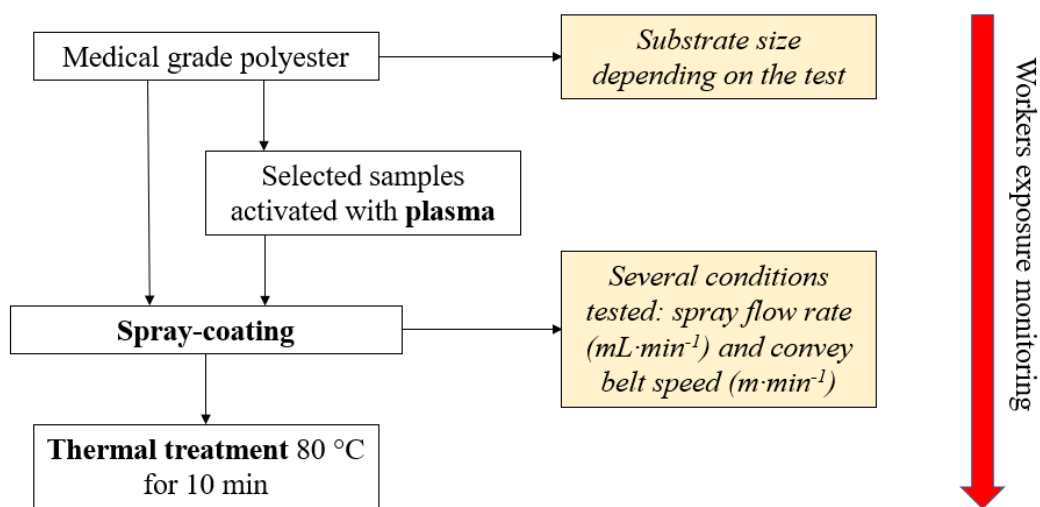 Medical grade polyester
Substrate size
depending on the test
Selected samples
activated with plasma
Spray-coating
Several conditions
tested: spray flow rate
(mL·min⁻¹) and convey
belt speed (m·min⁻¹)
Thermal treatment 80 °C
for 10 min
Workers exposure monitoring